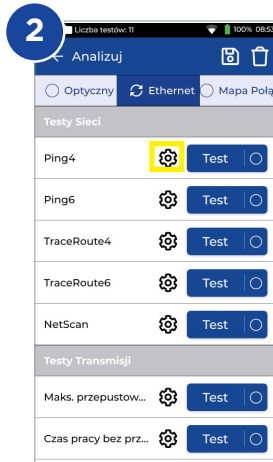 2
Liczba testów: 11 100% 08:53
← Analizuj
Optyczny Ethernet Mapa Połą
Testy Sieci
Ping4 Test
Ping6 Test
TraceRoute4 Test
TraceRoute6 Test
NetScan Test
Testy Transmisji
Maks. przepustow... Test
Czas pracy bez prz... Test